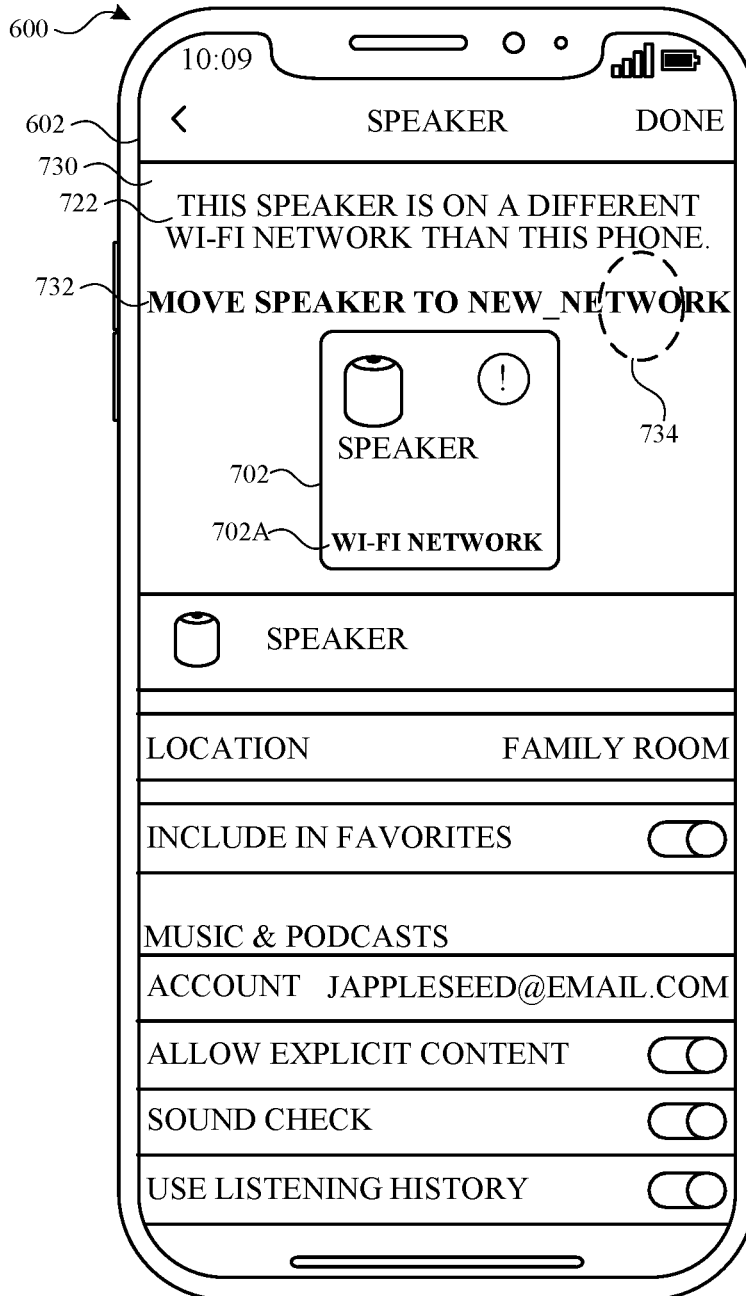 600
10:09
602
< SPEAKER DONE
730
722
THIS SPEAKER IS ON A DIFFERENT
WI-FI NETWORK THAN THIS PHONE.
732
MOVE SPEAKER TO NEW_NETWORK
!
734
SPEAKER
702
702A
WI-FI NETWORK
SPEAKER
LOCATION FAMILY ROOM
INCLUDE IN FAVORITES
MUSIC & PODCASTS
ACCOUNT JAPPLESEED@EMAIL.COM
ALLOW EXPLICIT CONTENT
SOUND CHECK
USE LISTENING HISTORY